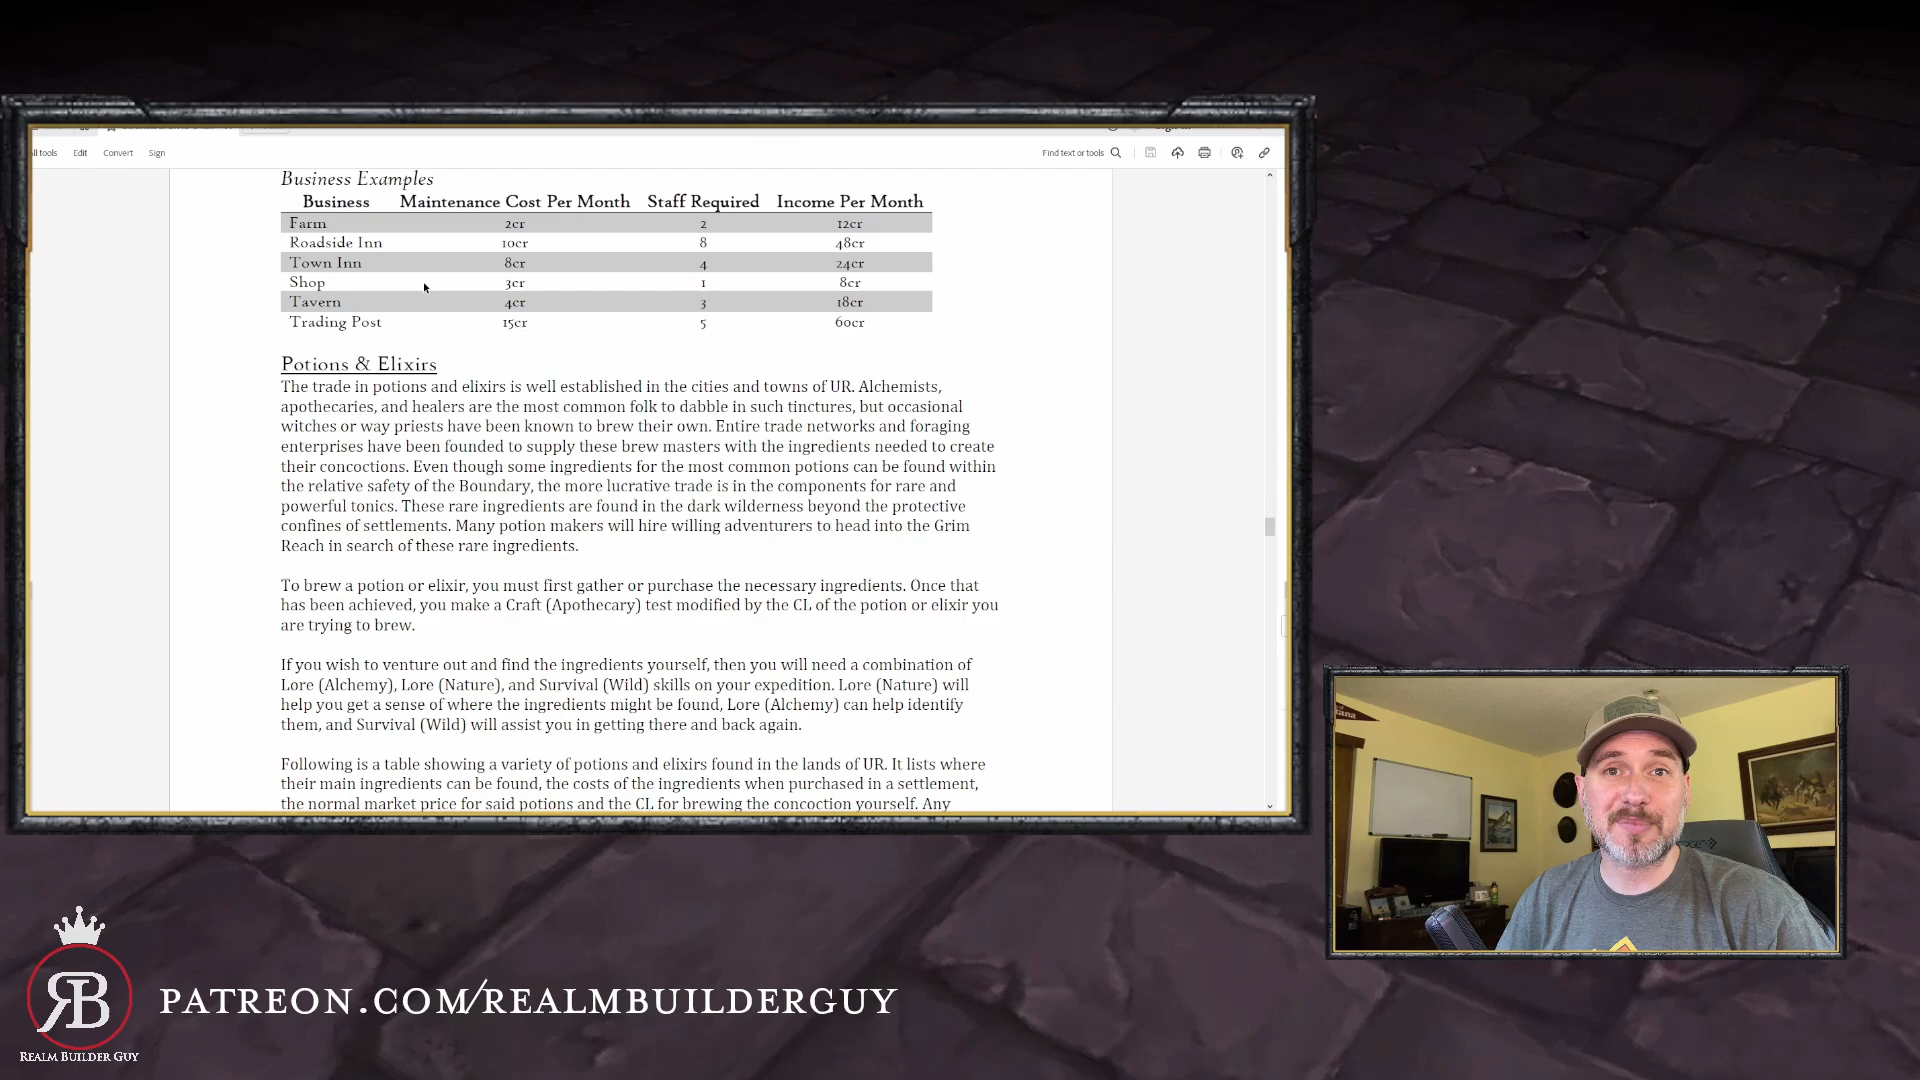 ll tools Edit Convert Sign Find text or tools
Business Examples
Business Maintenance Cost Per Month Staff Required Income Per Month
Farm 2cr 2 12cr
Roadside Inn 10cr 8 48cr
Town Inn 8cr 4 24cr
Shop 3cr 1 8cr
Tavern 4cr 3 18cr
Trading Post 15cr 5 60cr
Potions & Elixirs
The trade in potions and elixirs is well established in the cities and towns of UR. Alchemists,
apothecaries, and healers are the most common folk to dabble in such tinctures, but occasional
witches or way priests have been known to brew their own. Entire trade networks and foraging
enterprises have been founded to supply these brew masters with the ingredients needed to create
their concoctions. Even though some ingredients for the most common potions can be found within
the relative safety of the Boundary, the more lucrative trade is in the components for rare and
powerful tonics. These rare ingredients are found in the dark wilderness beyond the protective
confines of settlements. Many potion makers will hire willing adventurers to head into the Grim
Reach in search of these rare ingredients.
To brew a potion or elixir, you must first gather or purchase the necessary ingredients. Once that
has been achieved, you make a Craft (Apothecary) test modified by the CL of the potion or elixir you
are trying to brew.
If you wish to venture out and find the ingredients yourself, then you will need a combination of
Lore (Alchemy), Lore (Nature), and Survival (Wild) skills on your expedition. Lore (Nature) will
help you get a sense of where the ingredients might be found, Lore (Alchemy) can help identify
them, and Survival (Wild) will assist you in getting there and back again.
Following is a table showing a variety of potions and elixirs found in the lands of UR. It lists where
their main ingredients can be found, the costs of the ingredients when purchased in a settlement,
the normal market price for said potions and the CL for brewing the concoction yourself. Any
RB
REALM BUILDER GUY
PATREON.COM/REALMBUILDERGUY